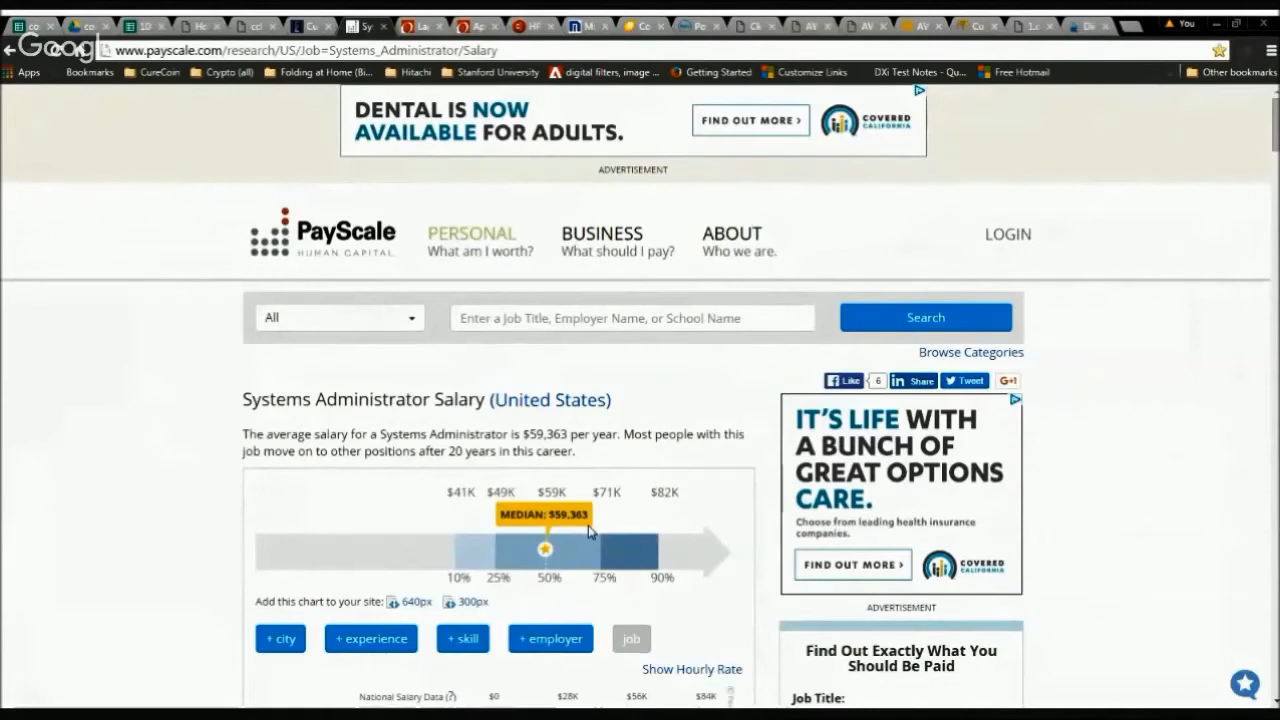 You
Google
www.payscale.com/research/US/Job=Systems_Administrator/Salary
Apps Bookmarks CureCoin Crypto (all) Folding at Home (Bi... Hitachi Stanford University digital filters, image ... Getting Started Customize Links DXi Test Notes - Qu... Free Hotmail Other bookmarks
DENTAL IS NOW
AVAILABLE FOR ADULTS.
FIND OUT MORE >
COVERED
CALIFORNIA
ADVERTISEMENT
PayScale
HUMAN CAPITAL
PERSONAL
What am I worth?
BUSINESS
What should I pay?
ABOUT
Who we are.
LOGIN
All
Enter a Job Title, Employer Name, or School Name
Search
Browse Categories
Like 6 Share Tweet G+1
Systems Administrator Salary (United States)
The average salary for a Systems Administrator is $59,363 per year. Most people with this
job move on to other positions after 20 years in this career.
$41K $49K $59K $71K $82K
MEDIAN: $59,363
10% 25% 50% 75% 90%
Add this chart to your site: 640px 300px
+ city + experience + skill + employer job
Show Hourly Rate
National Salary Data (?) $0 $28K $56K $84K
IT'S LIFE WITH
A BUNCH OF
GREAT OPTIONS
CARE.
Choose from leading health insurance
companies.
FIND OUT MORE >
COVERED
CALIFORNIA
ADVERTISEMENT
Find Out Exactly What You
Should Be Paid
Job Title: